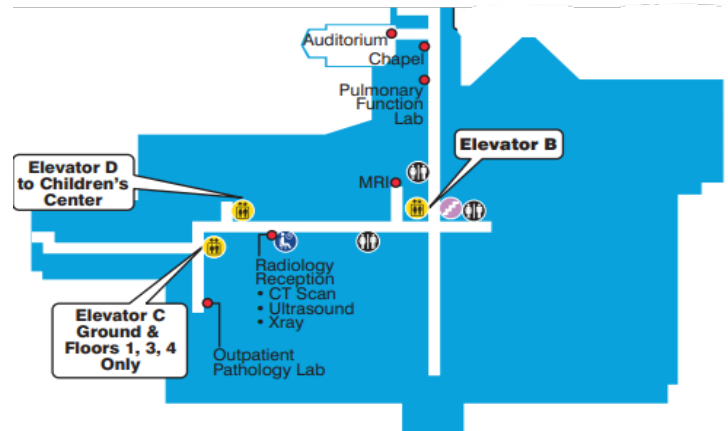 Auditorium
Chapel
Pulmonary
Function
Lab
Elevator B
Elevator D
to Children's
Center
MRI
Radiology
Reception
• CT Scan
• Ultrasound
• Xray
Elevator C
Ground &
Floors 1, 3, 4
Only
Outpatient
Pathology Lab